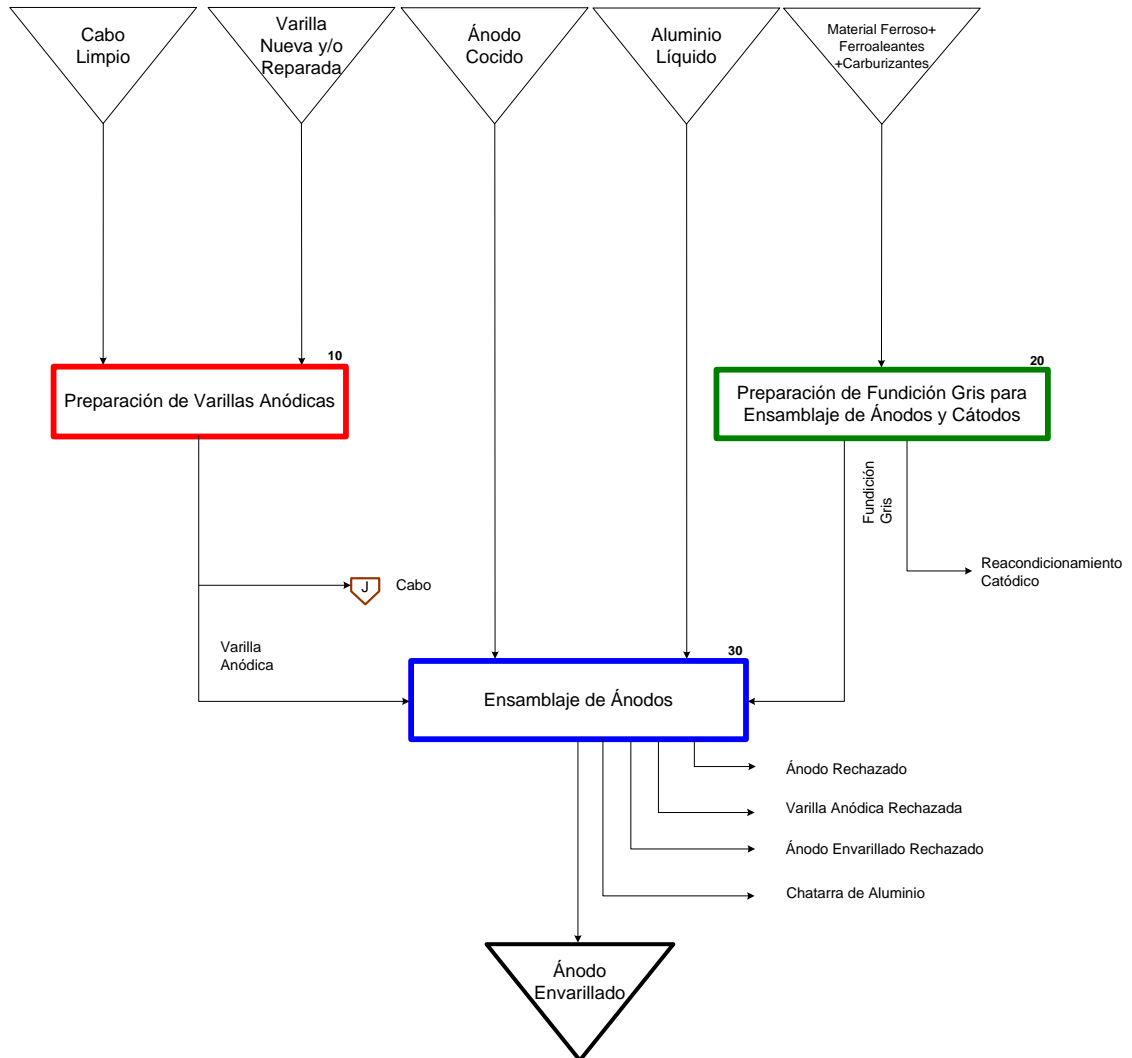 Cabo
Limpio
Varilla
Nueva y/o
Reparada
Ánodo
Cocido
Aluminio
Líquido
Material Ferroso+
Ferroaleantes
+Carburizantes
10
Preparación de Varillas Anódicas
20
Preparación de Fundición Gris para
Ensamblaje de Ánodos y Cátodos
Fundición
Gris
Reacondicionamiento
Catódico
J
Cabo
Varilla
Anódica
30
Ensamblaje de Ánodos
Ánodo Rechazado
Varilla Anódica Rechazada
Ánodo Envarillado Rechazado
Chatarra de Aluminio
Ánodo
Envarillado